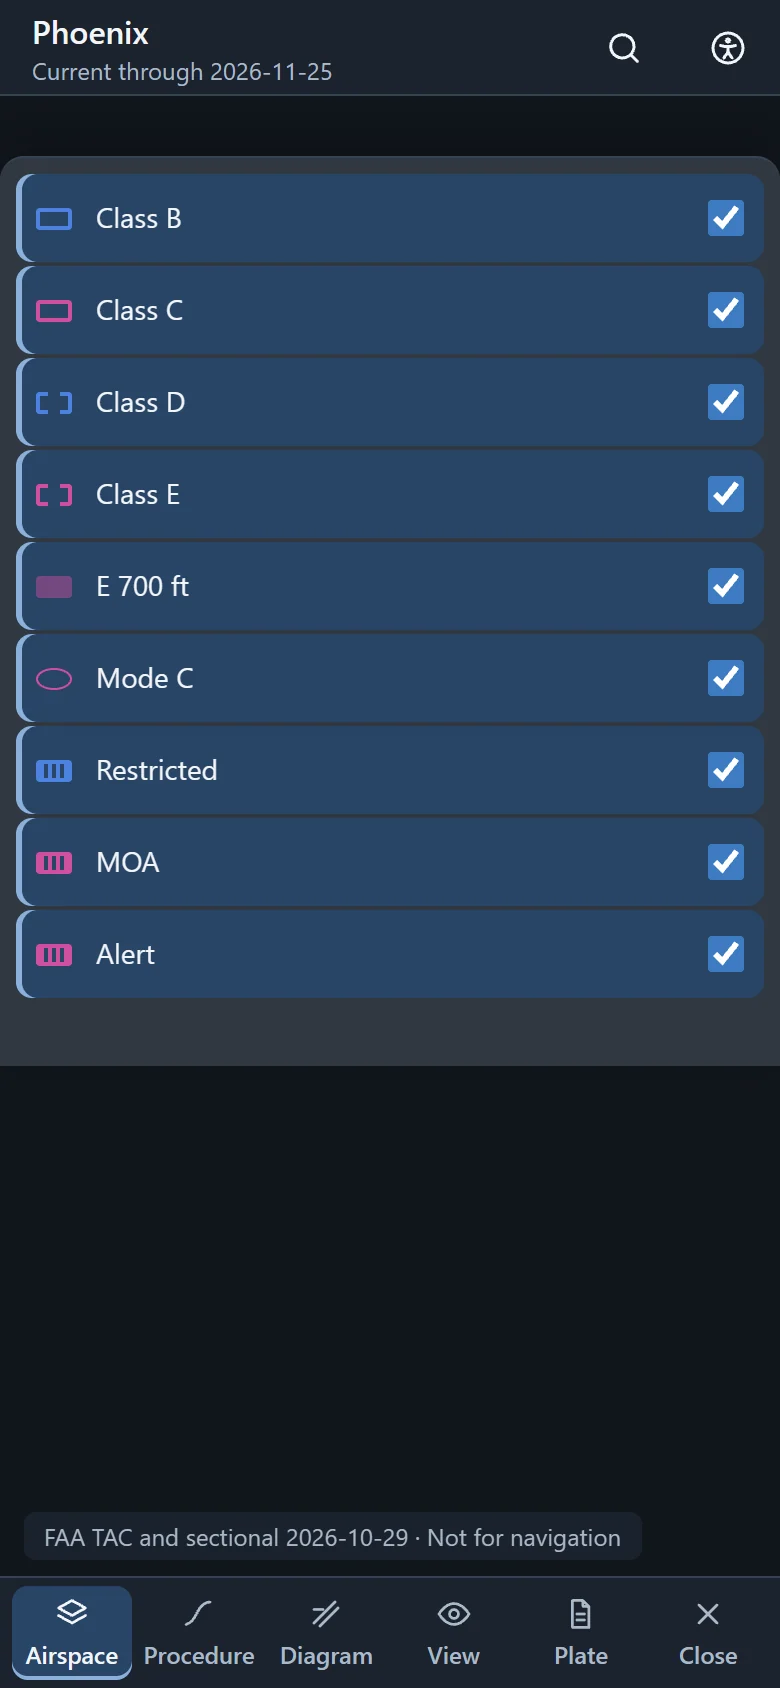 Phoenix
Current through 2026-11-25
Class B
Class C
Class D
Class E
E 700 ft
Mode C
Restricted
MOA
Alert
FAA TAC and sectional 2026-10-29 · Not for navigation
Airspace
Procedure
Diagram
View
Plate
Close